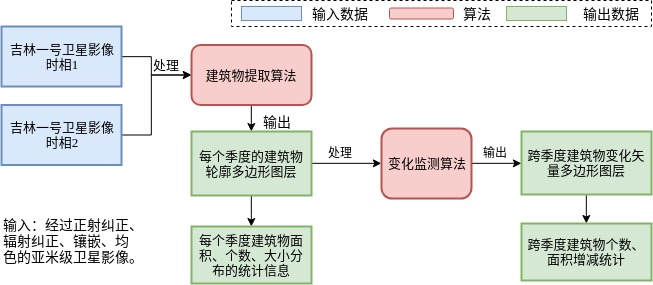 输入数据
算法
输出数据
吉林一号卫星影像
时相1
处理
建筑物提取算法
吉林一号卫星影像
时相2
输出
每个季度的建筑物
轮廓多边形图层
处理
变化监测算法
输出
跨季度建筑物变化矢
量多边形图层
输入：经过正射纠正、
辐射纠正、镶嵌、匀
色的亚米级卫星影像。
每个季度建筑物面
积、个数、大小分
布的统计信息
跨季度建筑物个数、
面积增减统计